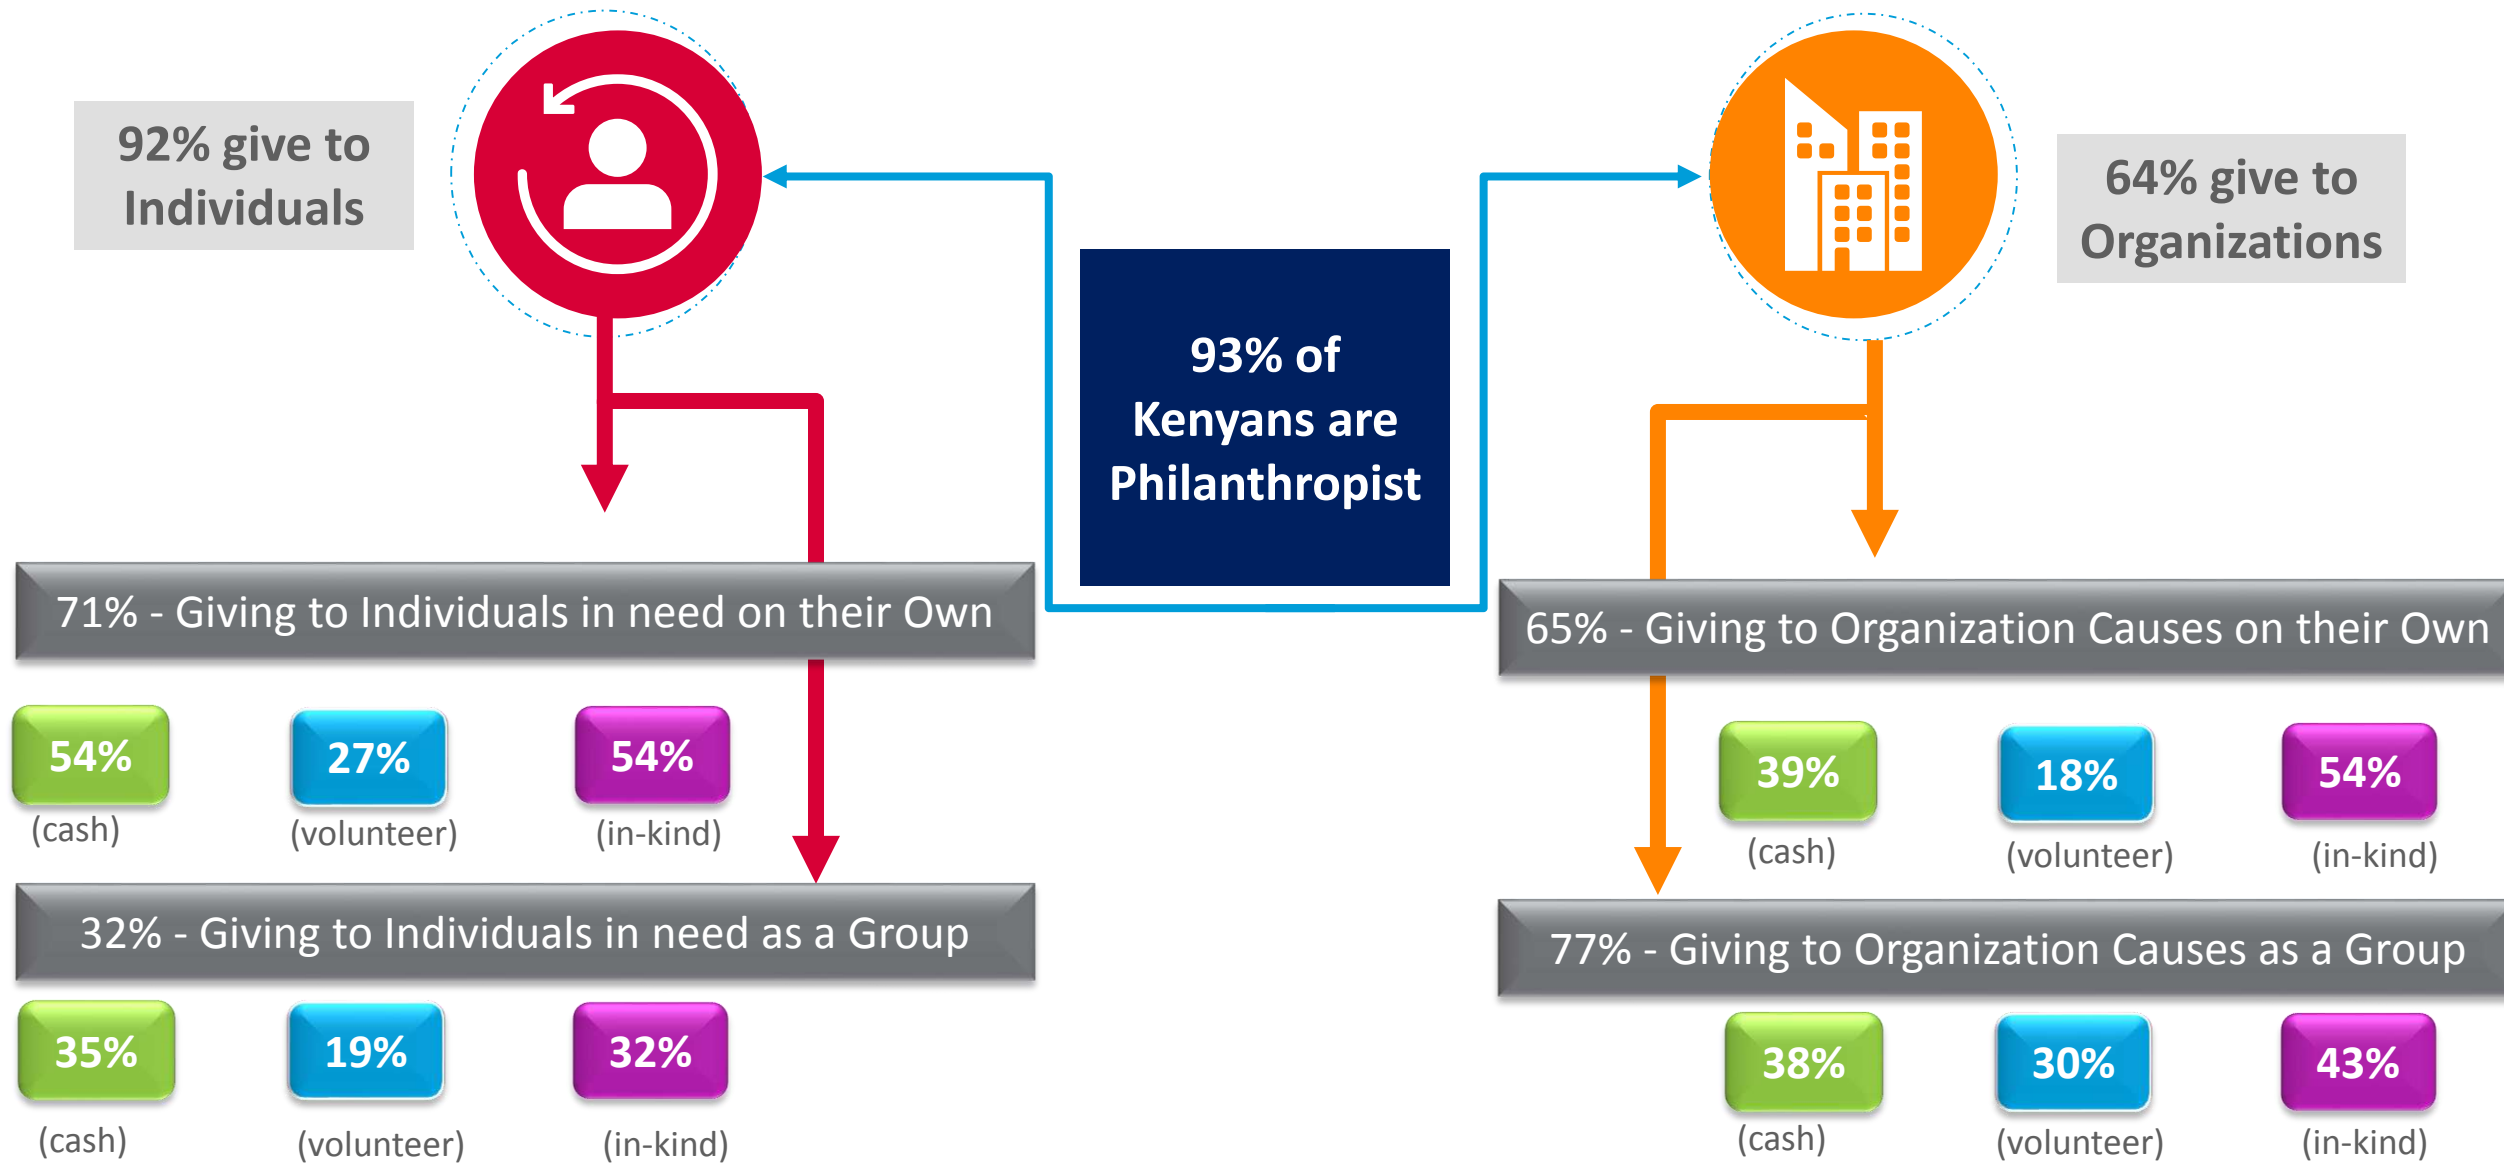 92% give to
Individuals
64% give to
Organizations
93% of
Kenyans are
Philanthropist
71% - Giving to Individuals in need on their Own
54%
27%
54%
(cash)
(volunteer)
(in-kind)
32% - Giving to Individuals in need as a Group
35%
19%
32%
(cash)
(volunteer)
(in-kind)
65% - Giving to Organization Causes on their Own
39%
18%
54%
(cash)
(volunteer)
(in-kind)
77% - Giving to Organization Causes as a Group
38%
30%
43%
(cash)
(volunteer)
(in-kind)